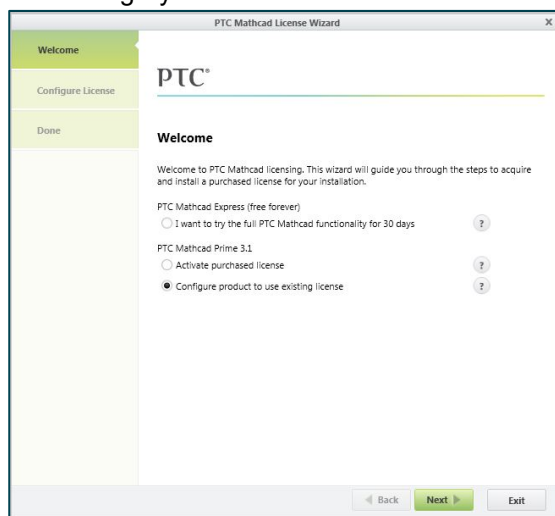 PTC Mathcad License Wizard X
Welcome
Configure License
Done
PTC®
Welcome
Welcome to PTC Mathcad licensing. This wizard will guide you through the steps to acquire
and install a purchased license for your installation.
PTC Mathcad Express (free forever)
I want to try the full PTC Mathcad functionality for 30 days ?
PTC Mathcad Prime 3.1
Activate purchased license ?
Configure product to use existing license ?
Back Next Exit